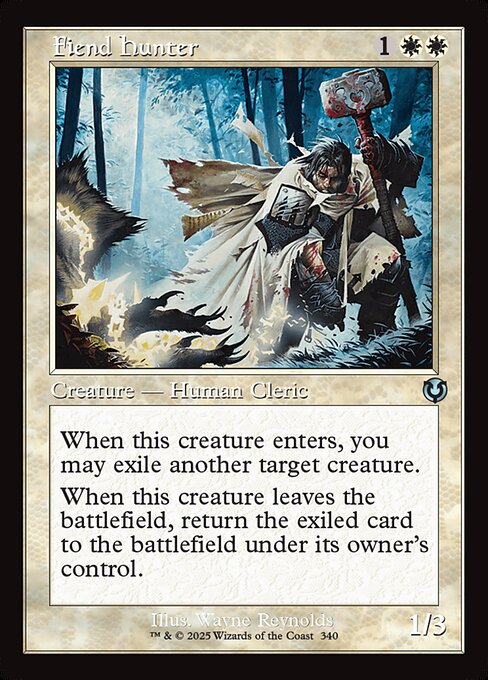 Fiend Hunter 1
Creature — Human Cleric
When this creature enters, you
may exile another target creature.
When this creature leaves the
battlefield, return the exiled card
to the battlefield under its owner's
control.
Illus. Wayne Reynolds
™ & © 2025 Wizards of the Coast 340
1/3